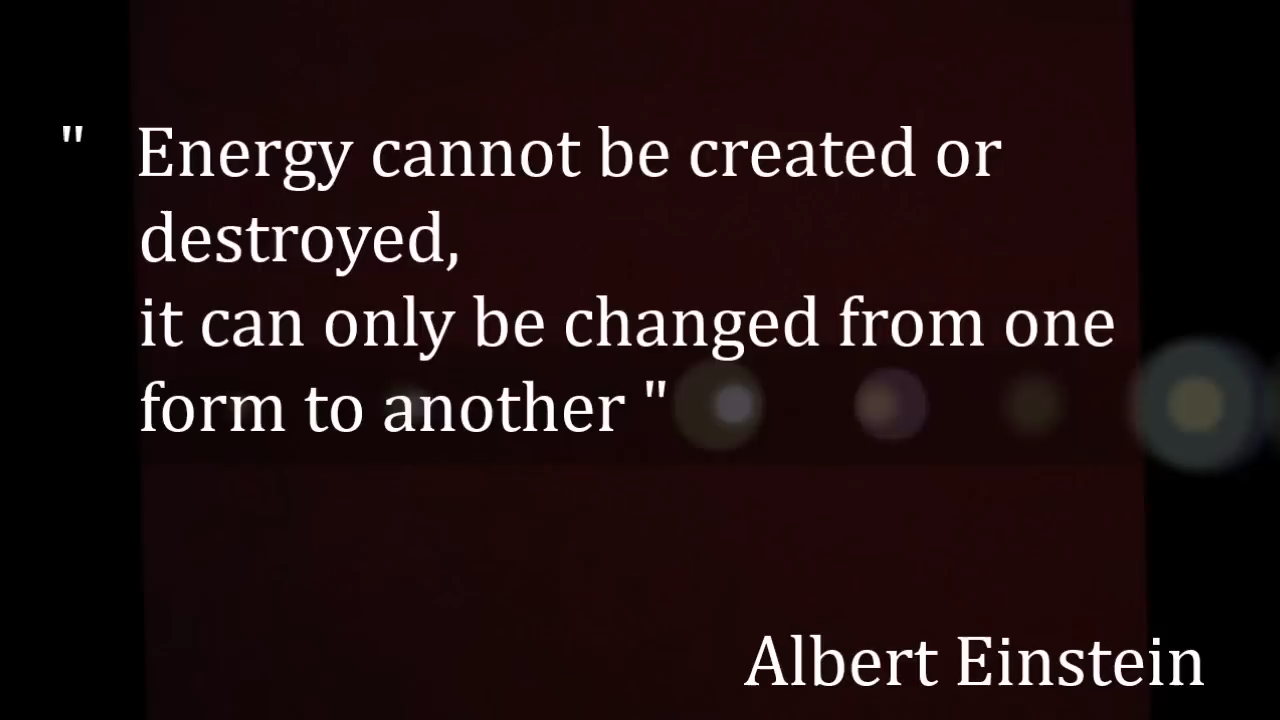 " Energy cannot be created or
destroyed,
it can only be changed from one
form to another "
Albert Einstein